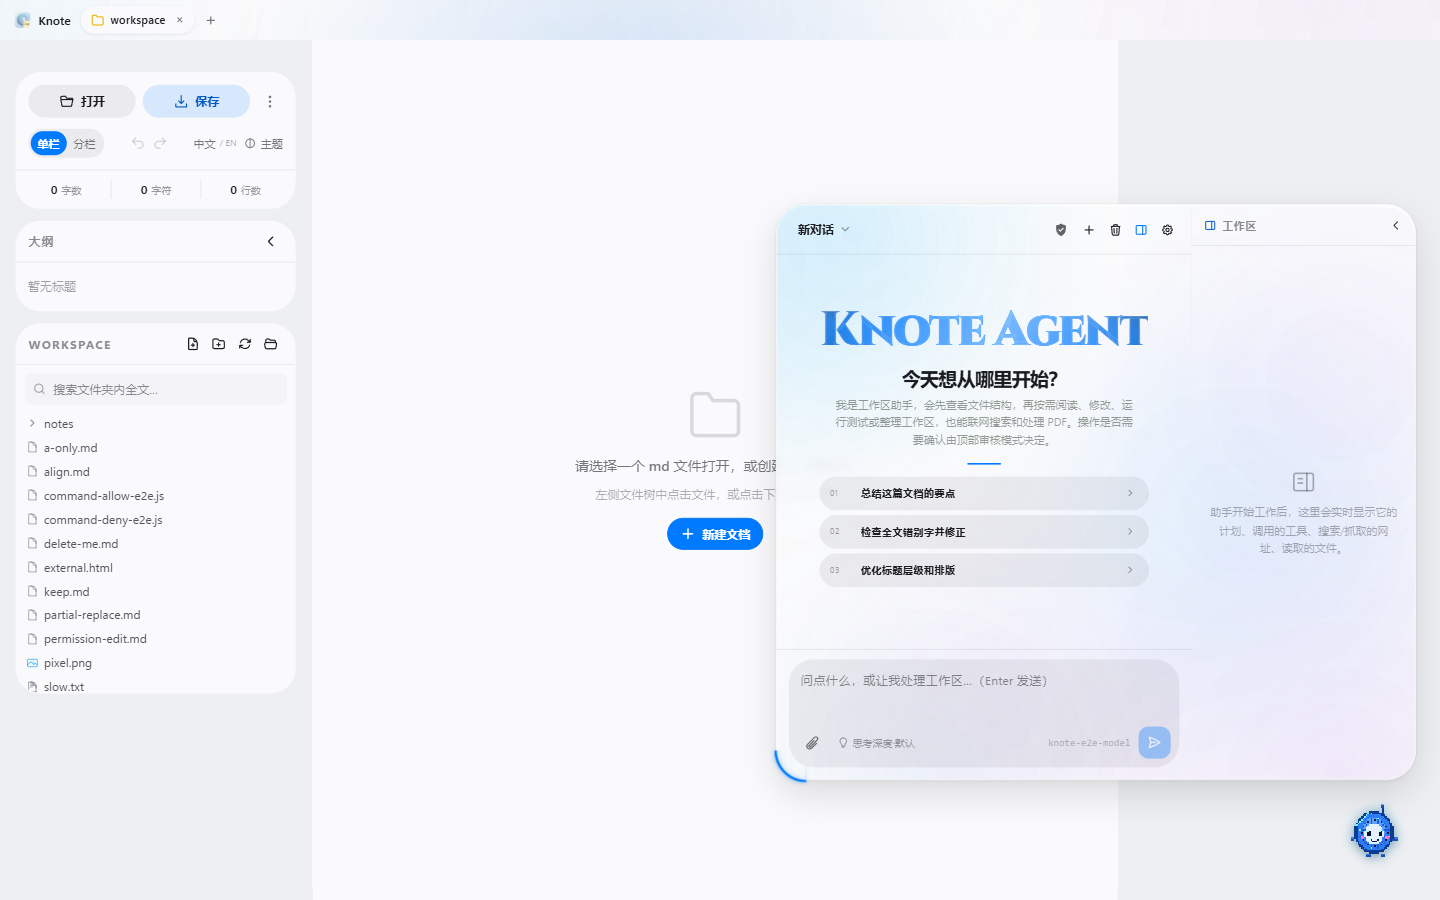 Knote
workspace
打开
保存
单栏 分栏
中文 / EN
主题
0 字数
0 字符
0 行数
大纲
暂无标题
WORKSPACE
搜索文件夹内全文...
notes
a-only.md
align.md
command-allow-e2e.js
command-deny-e2e.js
delete-me.md
external.html
keep.md
partial-replace.md
permission-edit.md
pixel.png
slow.txt
请选择一个 md 文件打开，或创建
左侧文件树中点击文件，或点击下
新建文档
新对话
KNOTE AGENT
今天想从哪里开始？
我是工作区助手，会先查看文件结构，再按需阅读、修改、运
行测试或整理工作区，也能联网搜索和处理 PDF。操作是否需
要确认由顶部审核模式决定。
01 总结这篇文档的要点
02 检查全文错别字并修正
03 优化标题层级和排版
问点什么，或让我处理工作区...（Enter 发送）
思考深度·默认
knote-e2e-model
工作区
助手开始工作后，这里会实时显示它的
计划、调用的工具、搜索/抓取的网
址、读取的文件。